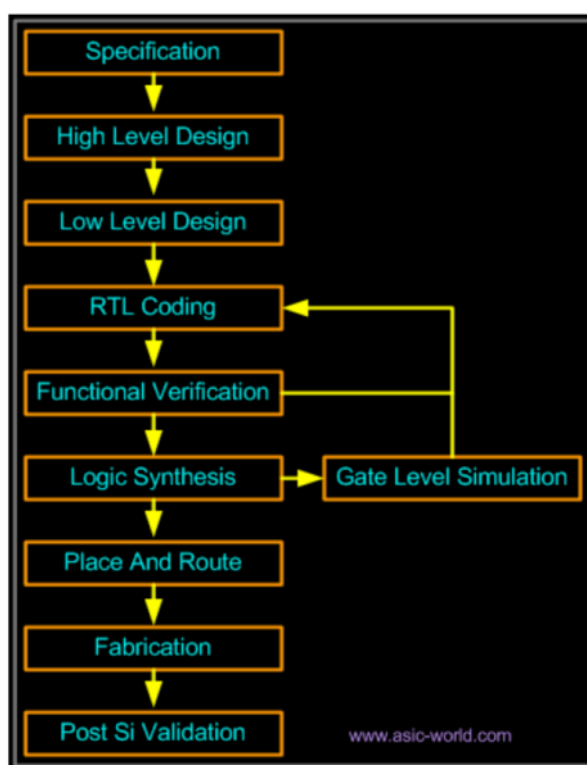 Specification
High Level Design
Low Level Design
RTL Coding
Functional Verification
Logic Synthesis
Gate Level Simulation
Place And Route
Fabrication
Post Si Validation
www.asic-world.com